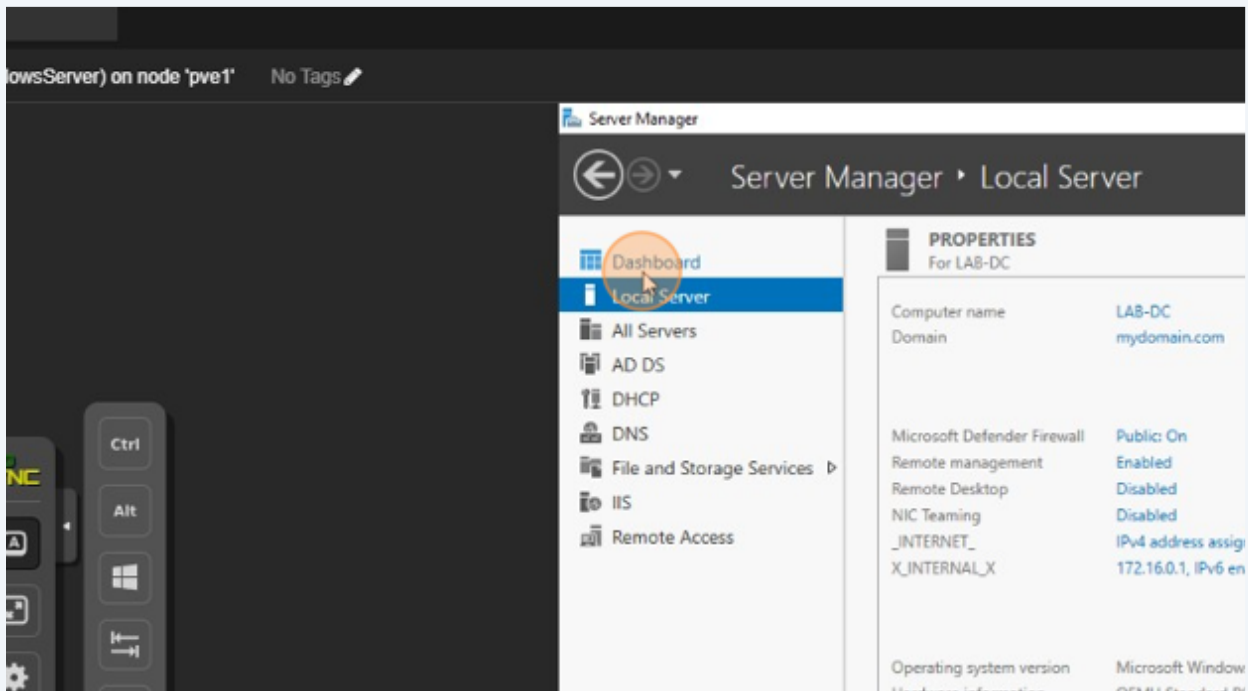 lowsServer) on node 'pve1' No Tags
Server Manager
Server Manager • Local Server
Dashboard
Local Server
All Servers
AD DS
DHCP
DNS
File and Storage Services
IIS
Remote Access
PROPERTIES
For LAB-DC
Computer name LAB-DC
Domain mydomain.com
Microsoft Defender Firewall Public: On
Remote management Enabled
Remote Desktop Disabled
NIC Teaming Disabled
_INTERNET_ IPv4 address assig
X_INTERNAL_X 172.16.0.1, IPv6 en
Operating system version Microsoft Window
Ctrl
NC
Alt
A